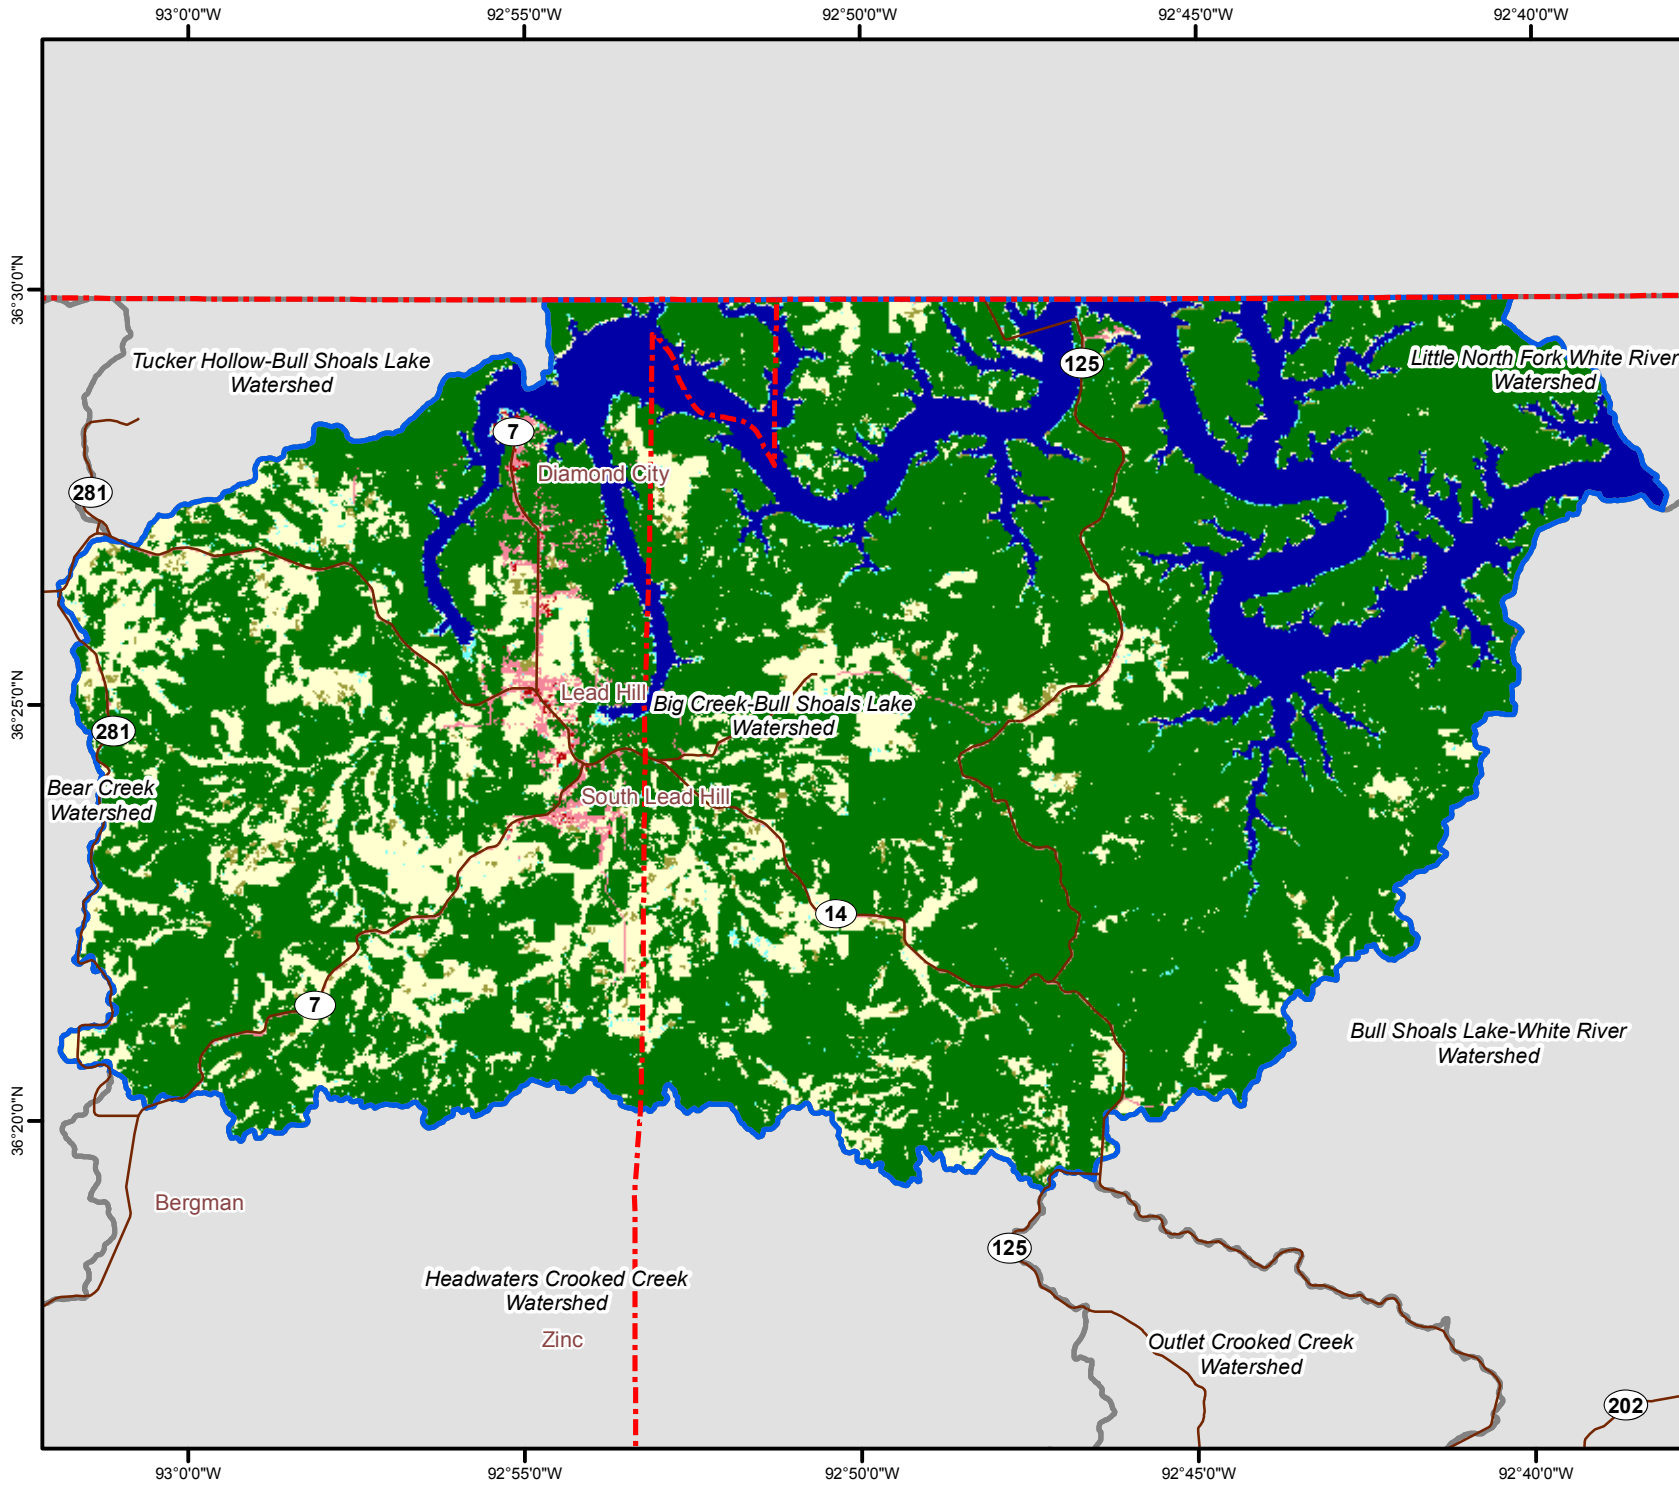 93°0'0"W
92°55'0"W
92°50'0"W
92°45'0"W
92°40'0"W
36°30'0"N
Tucker Hollow-Bull Shoals Lake
Watershed
125
Little North Fork White River
Watershed
7
Diamond City
281
Lead Hill
36°25'0"N
Big Creek-Bull Shoals Lake
Watershed
281
Bear Creek
Watershed
South Lead Hill
14
7
Bull Shoals Lake-White River
Watershed
36°20'0"N
Bergman
125
Headwaters Crooked Creek
Watershed
Zinc
Outlet Crooked Creek
Watershed
202
93°0'0"W
92°55'0"W
92°50'0"W
92°45'0"W
92°40'0"W